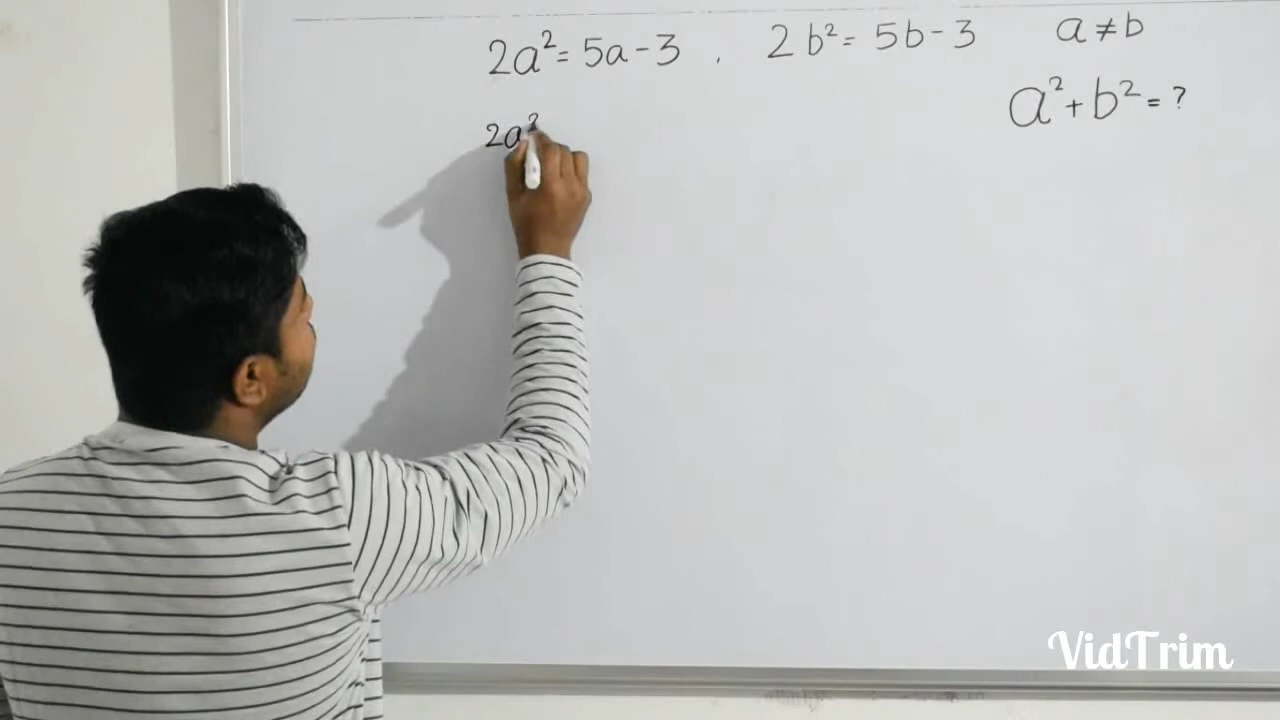 2a² = 5a - 3 , 2b² = 5b - 3 a ≠ b
a² + b² = ?
2a²
VidTrim